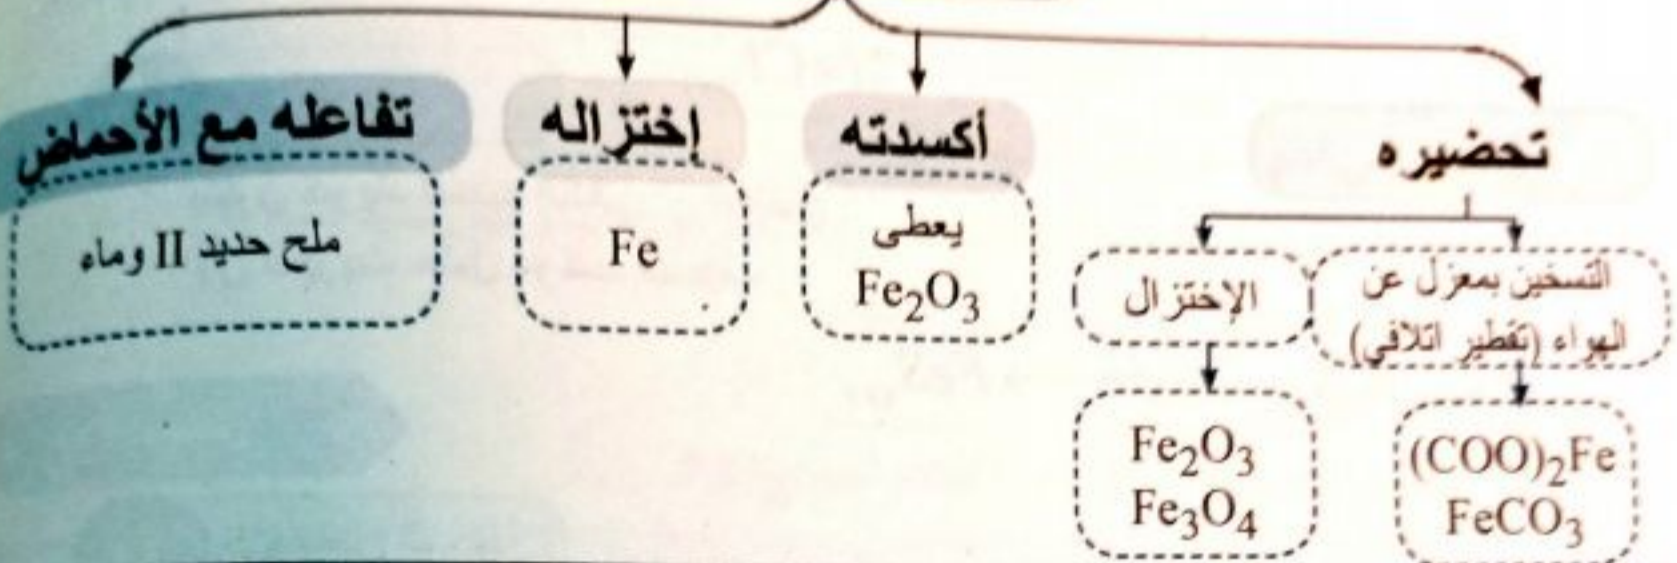 تحضيره
أكسدته
إختزاله
تفاعله مع الأحماض
التسخين بمعزل عن
الهواء (تقطير اتلافي)
الإختزال
يعطى
Fe₂O₃
Fe
ملح حديد II وماء
(COO)₂Fe
FeCO₃
Fe₂O₃
Fe₃O₄